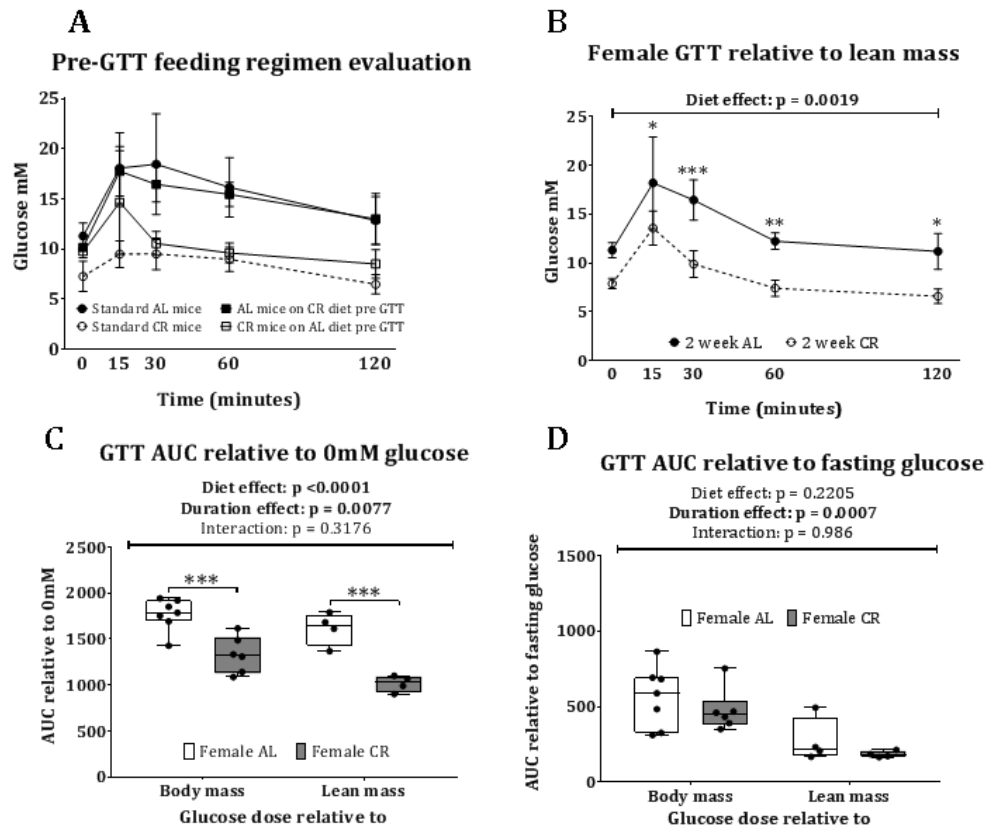 A
Pre-GTT feeding regimen evaluation
Glucose mM
25
20
15
10
5
0
Standard AL mice
AL mice on CR diet pre GTT
Standard CR mice
CR mice on AL diet pre GTT
0 15 30 60 120
Time (minutes)
B
Female GTT relative to lean mass
Diet effect: p = 0.0019
Glucose mM
25
20
15
10
5
0
*
***
**
*
2 week AL
2 week CR
0 15 30 60 120
Time (minutes)
C
GTT AUC relative to 0mM glucose
Diet effect: p <0.0001
Duration effect: p = 0.0077
Interaction: p = 0.3176
AUC relative to 0mM
2500
2000
1500
1000
500
0
***
***
Female AL
Female CR
Body mass
Lean mass
Glucose dose relative to
D
GTT AUC relative to fasting glucose
Diet effect: p = 0.2205
Duration effect: p = 0.0007
Interaction: p = 0.986
AUC relative to fasting glucose
1500
1000
500
0
Female AL
Female CR
Body mass
Lean mass
Glucose dose relative to